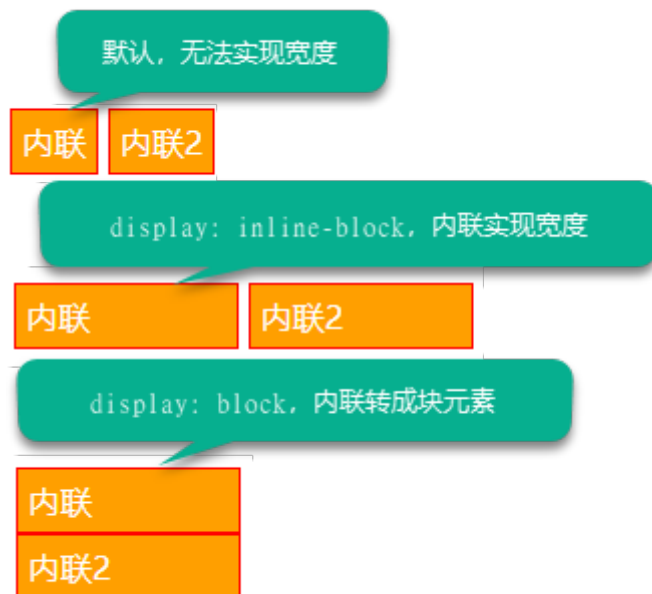 默认，无法实现宽度
内联 内联2
display: inline-block，内联实现宽度
内联 内联2
display: block，内联转成块元素
内联
内联2